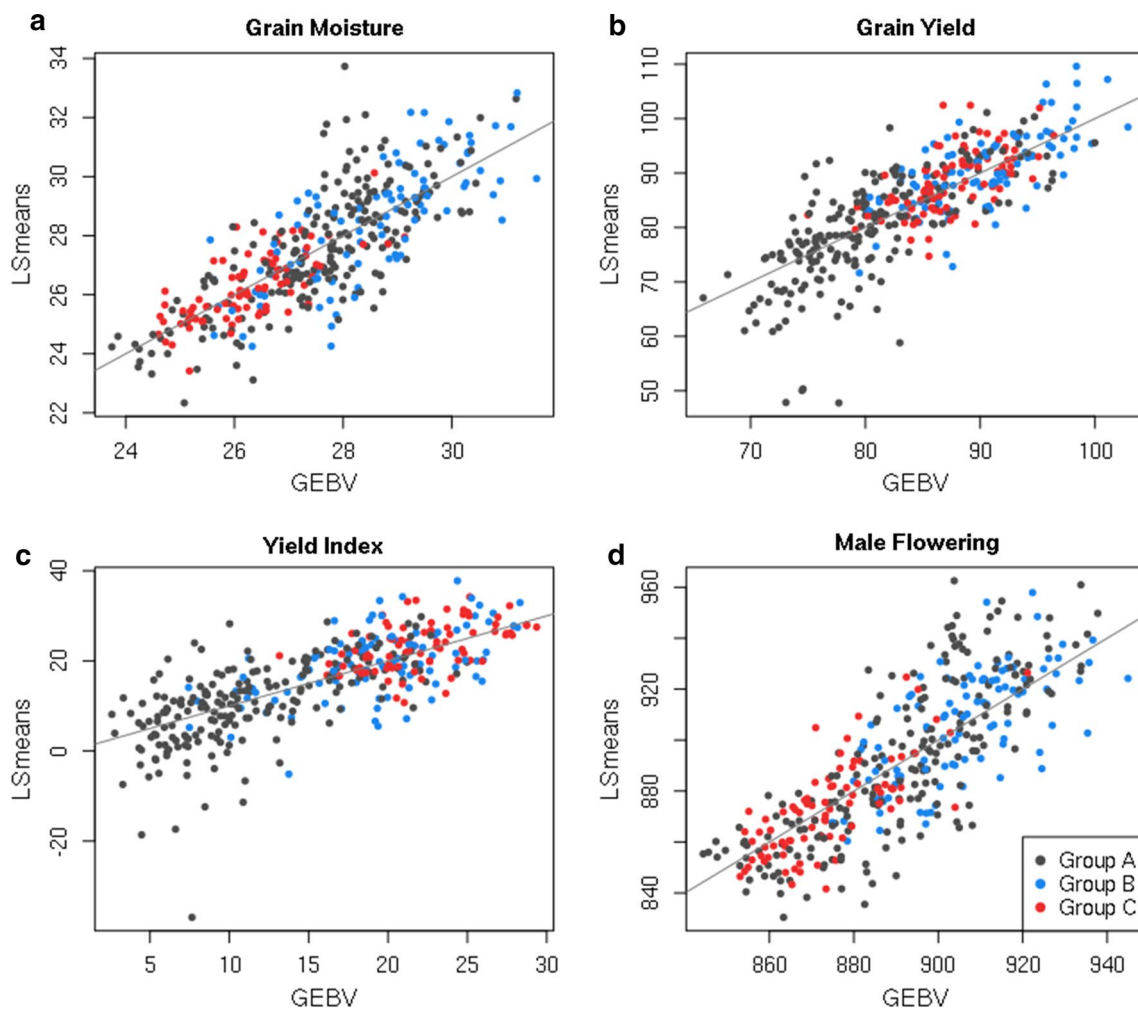 a
Grain Moisture
LSmeans
34
32
30
28
26
24
22
24 26 28 30
GEBV
b
Grain Yield
LSmeans
110
100
90
80
70
60
50
70 80 90 100
GEBV
c
Yield Index
LSmeans
40
20
0
-20
5 10 15 20 25 30
GEBV
d
Male Flowering
LSmeans
960
920
880
840
860 880 900 920 940
GEBV
Group A
Group B
Group C